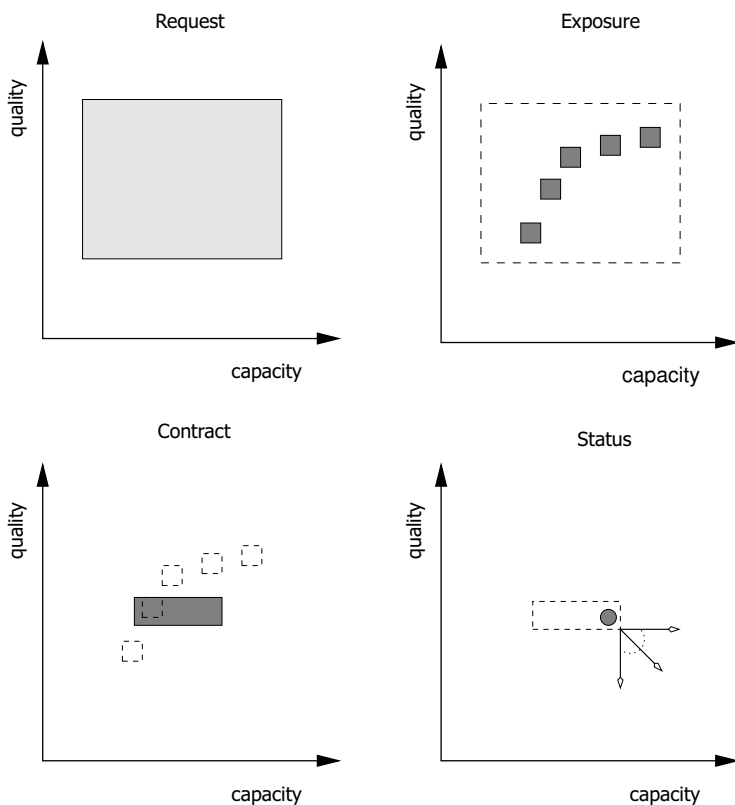 Request
quality
capacity
Exposure
quality
capacity
Contract
quality
capacity
Status
quality
capacity